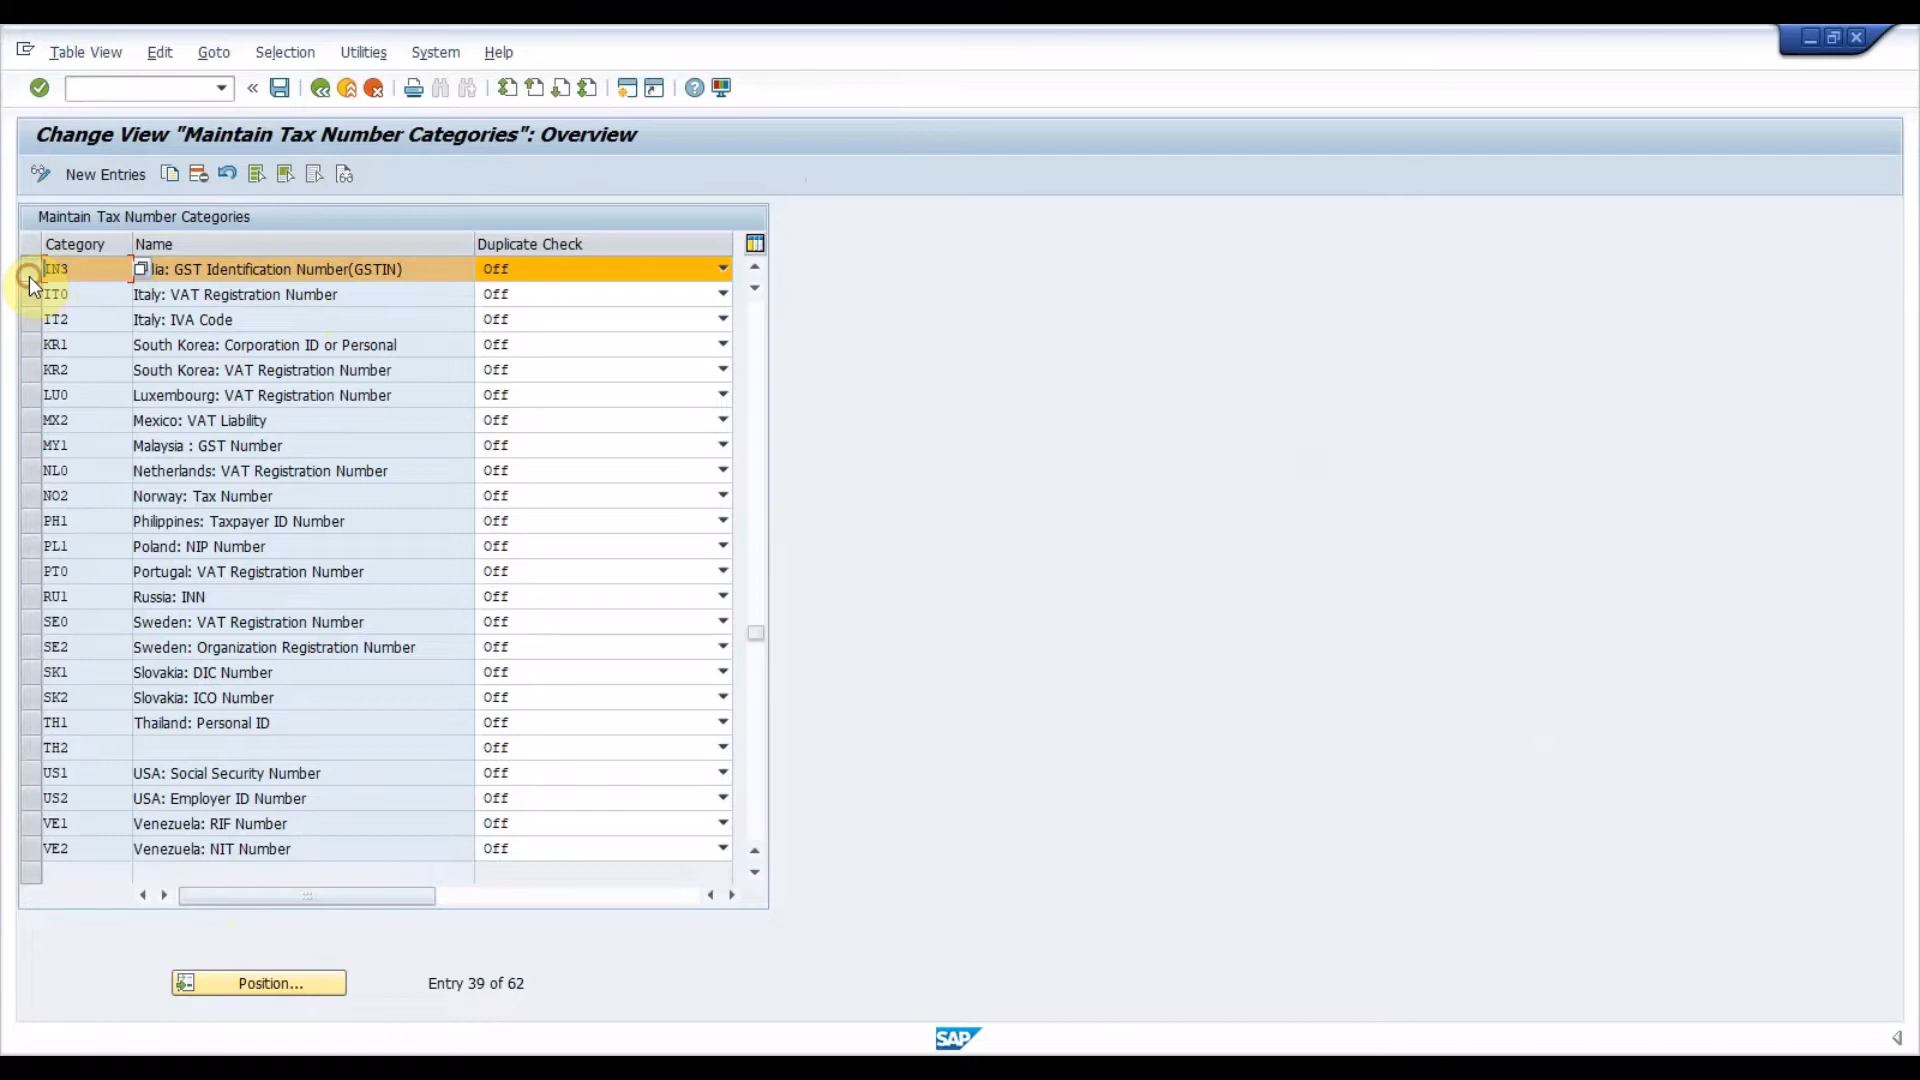 Table View Edit Goto Selection Utilities System Help
Change View "Maintain Tax Number Categories": Overview
New Entries
Maintain Tax Number Categories
Category Name Duplicate Check
IN3 lia: GST Identification Number(GSTIN) Off
IT0 Italy: VAT Registration Number Off
IT2 Italy: IVA Code Off
KR1 South Korea: Corporation ID or Personal Off
KR2 South Korea: VAT Registration Number Off
LU0 Luxembourg: VAT Registration Number Off
MX2 Mexico: VAT Liability Off
MY1 Malaysia : GST Number Off
NL0 Netherlands: VAT Registration Number Off
NO2 Norway: Tax Number Off
PH1 Philippines: Taxpayer ID Number Off
PL1 Poland: NIP Number Off
PT0 Portugal: VAT Registration Number Off
RU1 Russia: INN Off
SE0 Sweden: VAT Registration Number Off
SE2 Sweden: Organization Registration Number Off
SK1 Slovakia: DIC Number Off
SK2 Slovakia: ICO Number Off
TH1 Thailand: Personal ID Off
TH2 Off
US1 USA: Social Security Number Off
US2 USA: Employer ID Number Off
VE1 Venezuela: RIF Number Off
VE2 Venezuela: NIT Number Off
Position... Entry 39 of 62
SAP